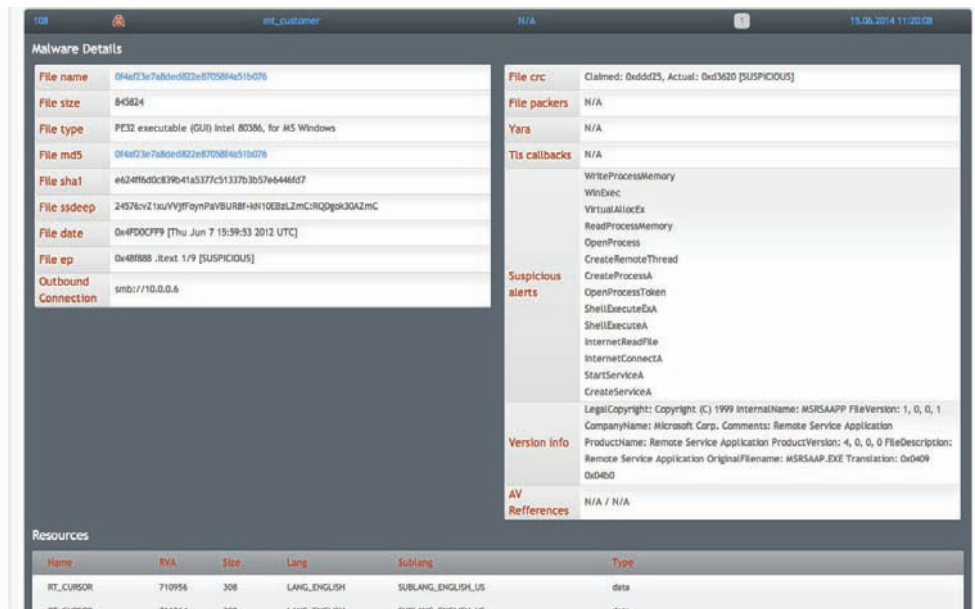 108 mt_customer N/A 1 15.06.2014 11:20:08
Malware Details
File name 0f4af23e7a8ded822e87058f4a51b076
File size 845824
File type PE32 executable (GUI) Intel 80386, for MS Windows
File md5 0f4af23e7a8ded822e87058f4a51b076
File sha1 e624ff6d0c839b41a5377c51337b3b57e6446fd7
File ssdeep
File date 0x4FD0CFF9 [Thu Jun 7 15:59:53 2012 UTC]
File ep 0x48f888 .itext 1/9 [SUSPICIOUS]
Outbound
Connection smb://10.0.0.6
File crc Claimed: 0xddd25, Actual: 0xd3620 [SUSPICIOUS]
File packers N/A
Yara N/A
Tls callbacks N/A
Suspicious
alerts
WriteProcessMemory
WinExec
VirtualAllocEx
ReadProcessMemory
OpenProcess
CreateRemoteThread
CreateProcessA
OpenProcessToken
ShellExecuteExA
ShellExecuteA
InternetReadFile
InternetConnectA
StartServiceA
CreateServiceA
Version info
LegalCopyright: Copyright (C) 1999 InternalName: MSRSAAPP FileVersion: 1, 0, 0, 1
CompanyName: Microsoft Corp. Comments: Remote Service Application
ProductName: Remote Service Application ProductVersion: 4, 0, 0, 0 FileDescription:
Remote Service Application OriginalFilename: MSRSAAP.EXE Translation: 0x0409
0x04b0
AV
Refferences N/A / N/A
Resources
Name RVA Size Lang Sublang Type
RT_CURSOR 710956 308 LANG_ENGLISH SUBLANG_ENGLISH_US data